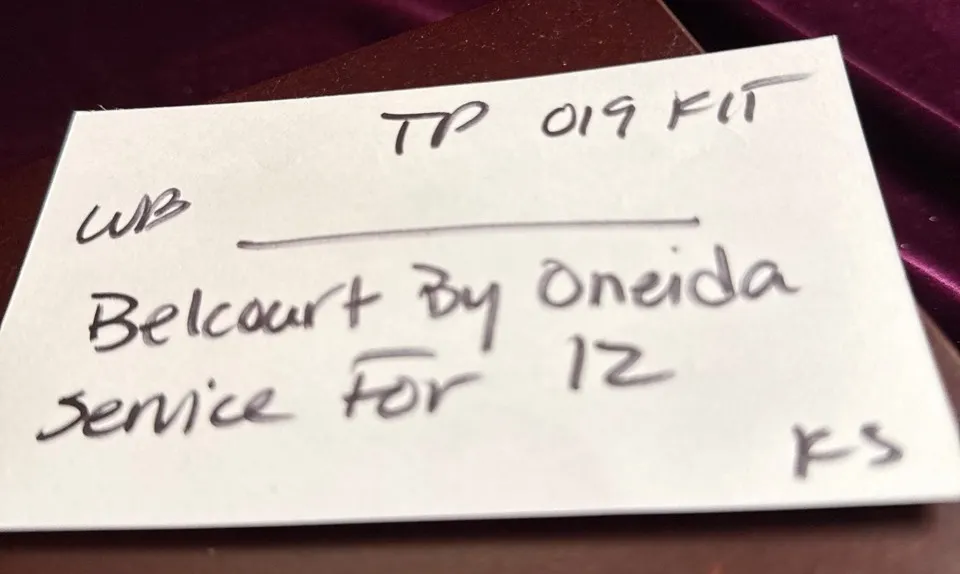 TP 019 KIT
WB
Belcourt By Oneida
service For 12
KS